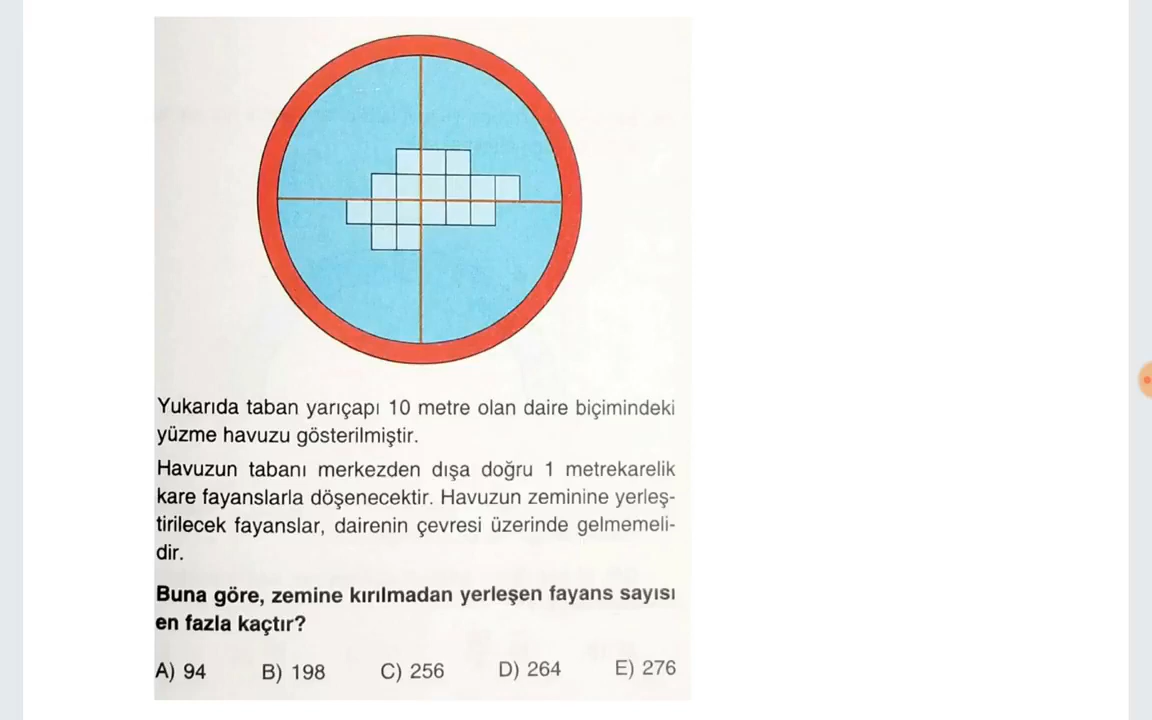 Yukarıda taban yarıçapı 10 metre olan daire biçimindeki
yüzme havuzu gösterilmiştir.
Havuzun tabanı merkezden dışa doğru 1 metrekarelik
kare fayanslarla döşenecektir. Havuzun zeminine yerleş-
tirilecek fayanslar, dairenin çevresi üzerinde gelmemeli-
dir.
Buna göre, zemine kırılmadan yerleşen fayans sayısı
en fazla kaçtır?
A) 94 B) 198 C) 256 D) 264 E) 276